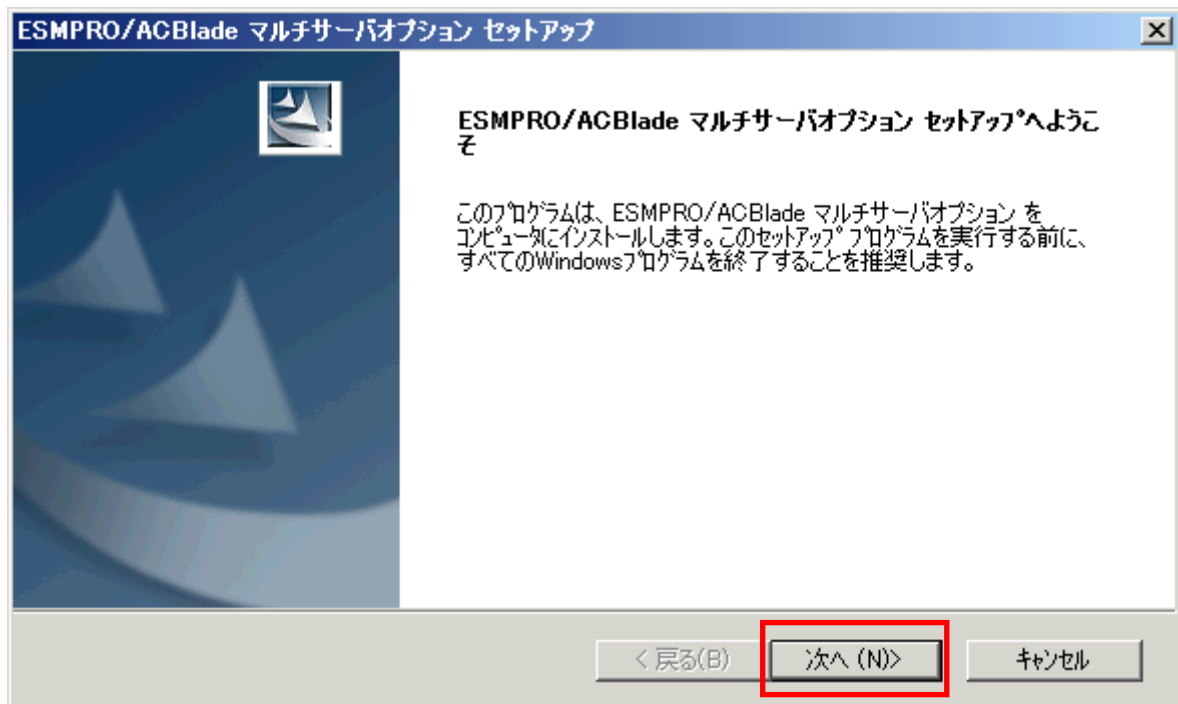 ESMPRO/ACBlade マルチサーバオプション セットアップ
ESMPRO/ACBlade マルチサーバオプション セットアップへようこ
そ
このプログラムは、ESMPRO/ACBlade マルチサーバオプション を
コンピュータにインストールします。このセットアップ プログラムを実行する前に、
すべてのWindowsプログラムを終了することを推奨します。
< 戻る(B)
次へ (N)>
キャンセル